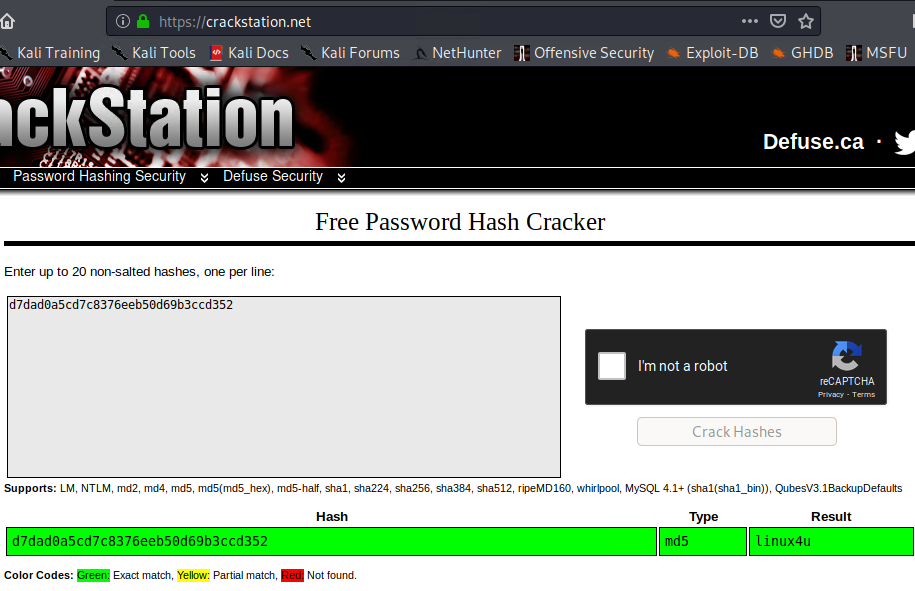 https://crackstation.net
Kali Training Kali Tools Kali Docs Kali Forums NetHunter Offensive Security Exploit-DB GHDB MSFU
ackStation
Defuse.ca ·
Password Hashing Security Defuse Security
Free Password Hash Cracker
Enter up to 20 non-salted hashes, one per line:
d7dad0a5cd7c8376eeb50d69b3ccd352
I'm not a robot
reCAPTCHA
Privacy - Terms
Crack Hashes
Supports: LM, NTLM, md2, md4, md5, md5(md5_hex), md5-half, sha1, sha224, sha256, sha384, sha512, ripeMD160, whirlpool, MySQL 4.1+ (sha1(sha1_bin)), QubesV3.1BackupDefaults
Hash Type Result
d7dad0a5cd7c8376eeb50d69b3ccd352 md5 linux4u
Color Codes: Green: Exact match, Yellow: Partial match, Red: Not found.